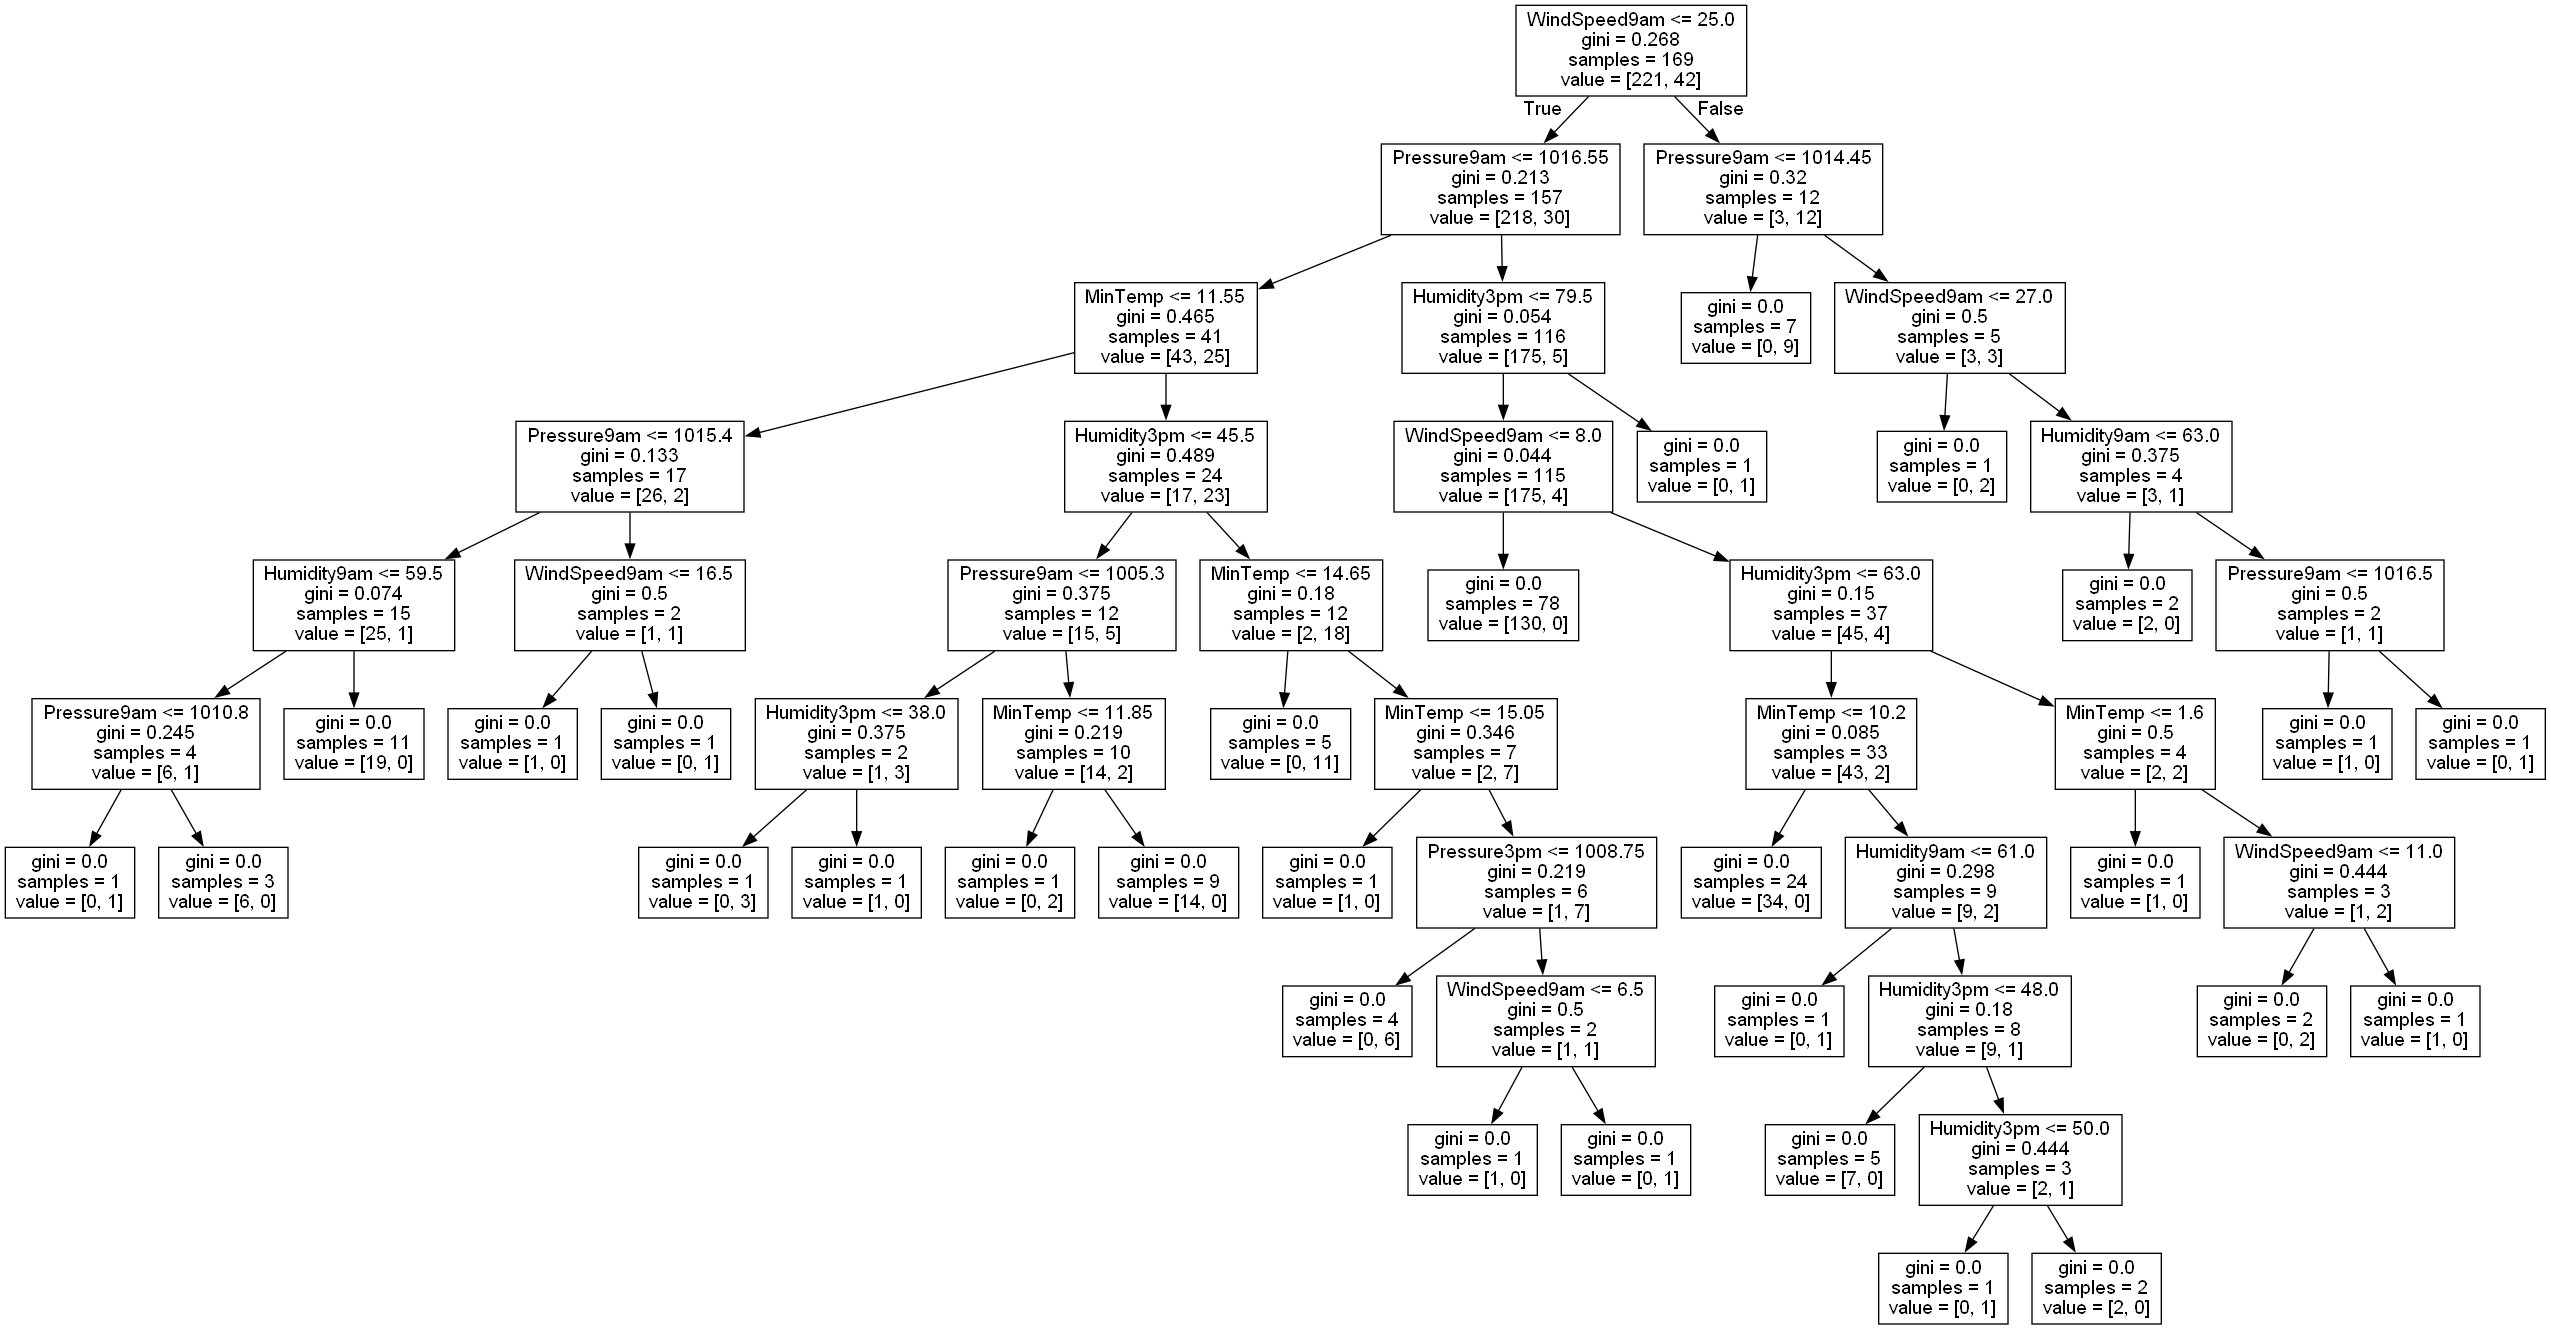 WindSpeed9am <= 25.0
gini = 0.268
samples = 169
value = [221, 42]
True
False
Pressure9am <= 1016.55
gini = 0.213
samples = 157
value = [218, 30]
Pressure9am <= 1014.45
gini = 0.32
samples = 12
value = [3, 12]
MinTemp <= 11.55
gini = 0.465
samples = 41
value = [43, 25]
Humidity3pm <= 79.5
gini = 0.054
samples = 116
value = [175, 5]
gini = 0.0
samples = 7
value = [0, 9]
WindSpeed9am <= 27.0
gini = 0.5
samples = 5
value = [3, 3]
Pressure9am <= 1015.4
gini = 0.133
samples = 17
value = [26, 2]
Humidity3pm <= 45.5
gini = 0.489
samples = 24
value = [17, 23]
WindSpeed9am <= 8.0
gini = 0.044
samples = 115
value = [175, 4]
gini = 0.0
samples = 1
value = [0, 1]
gini = 0.0
samples = 1
value = [0, 2]
Humidity9am <= 63.0
gini = 0.375
samples = 4
value = [3, 1]
Humidity9am <= 59.5
gini = 0.074
samples = 15
value = [25, 1]
WindSpeed9am <= 16.5
gini = 0.5
samples = 2
value = [1, 1]
Pressure9am <= 1005.3
gini = 0.375
samples = 12
value = [15, 5]
MinTemp <= 14.65
gini = 0.18
samples = 12
value = [2, 18]
gini = 0.0
samples = 78
value = [130, 0]
Humidity3pm <= 63.0
gini = 0.15
samples = 37
value = [45, 4]
gini = 0.0
samples = 2
value = [2, 0]
Pressure9am <= 1016.5
gini = 0.5
samples = 2
value = [1, 1]
Pressure9am <= 1010.8
gini = 0.245
samples = 4
value = [6, 1]
gini = 0.0
samples = 11
value = [19, 0]
gini = 0.0
samples = 1
value = [1, 0]
gini = 0.0
samples = 1
value = [0, 1]
Humidity3pm <= 38.0
gini = 0.375
samples = 2
value = [1, 3]
MinTemp <= 11.85
gini = 0.219
samples = 10
value = [14, 2]
gini = 0.0
samples = 5
value = [0, 11]
MinTemp <= 15.05
gini = 0.346
samples = 7
value = [2, 7]
MinTemp <= 10.2
gini = 0.085
samples = 33
value = [43, 2]
MinTemp <= 1.6
gini = 0.5
samples = 4
value = [2, 2]
gini = 0.0
samples = 1
value = [1, 0]
gini = 0.0
samples = 1
value = [0, 1]
gini = 0.0
samples = 1
value = [0, 1]
gini = 0.0
samples = 3
value = [6, 0]
gini = 0.0
samples = 1
value = [0, 3]
gini = 0.0
samples = 1
value = [1, 0]
gini = 0.0
samples = 1
value = [0, 2]
gini = 0.0
samples = 9
value = [14, 0]
gini = 0.0
samples = 1
value = [1, 0]
Pressure3pm <= 1008.75
gini = 0.219
samples = 6
value = [1, 7]
gini = 0.0
samples = 24
value = [34, 0]
Humidity9am <= 61.0
gini = 0.298
samples = 9
value = [9, 2]
gini = 0.0
samples = 1
value = [1, 0]
WindSpeed9am <= 11.0
gini = 0.444
samples = 3
value = [1, 2]
gini = 0.0
samples = 4
value = [0, 6]
WindSpeed9am <= 6.5
gini = 0.5
samples = 2
value = [1, 1]
gini = 0.0
samples = 1
value = [0, 1]
Humidity3pm <= 48.0
gini = 0.18
samples = 8
value = [9, 1]
gini = 0.0
samples = 2
value = [0, 2]
gini = 0.0
samples = 1
value = [1, 0]
gini = 0.0
samples = 1
value = [1, 0]
gini = 0.0
samples = 1
value = [0, 1]
gini = 0.0
samples = 5
value = [7, 0]
Humidity3pm <= 50.0
gini = 0.444
samples = 3
value = [2, 1]
gini = 0.0
samples = 1
value = [0, 1]
gini = 0.0
samples = 2
value = [2, 0]